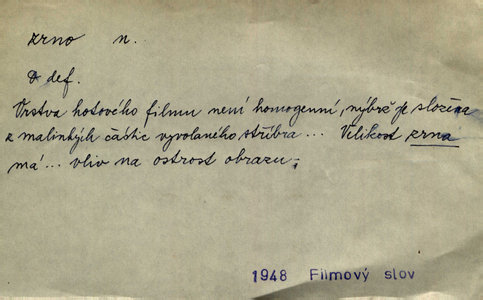 zrno n.
D def.
Vrstva hotového filmu není homogenní, nýbrž je složena
z malinkých částic vyvolaného stříbra... Velikost zrna
má... vliv na ostrost obrazu.
1948 Filmový slov